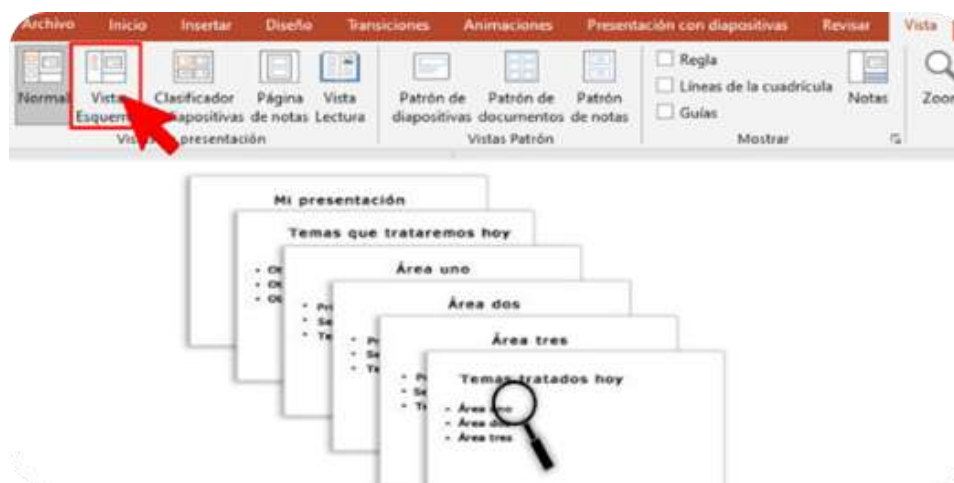 Archivo Inicio Insertar Diseño Transiciones Animaciones Presentación con diapositivas Revisar Vista
Normal
Vista
Esquema
Clasificador
diapositivas
Página
de notas
Vista
Lectura
presentación
Patrón de
diapositivas
Patrón de
documentos
Patrón
de notas
Vistas Patrón
Regla
Líneas de la cuadrícula
Guías
Mostrar
Notas
Mi presentación
Temas que trataremos hoy
Área uno
Área dos
Área tres
Temas tratados hoy
• Área uno
• Área dos
• Área tres